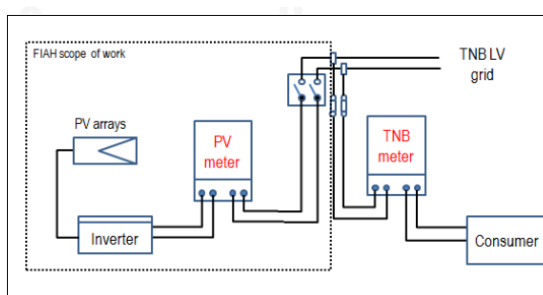 FIAH scope of work
TNB LV
grid
PV arrays
PV
meter
TNB
meter
Inverter
Consumer